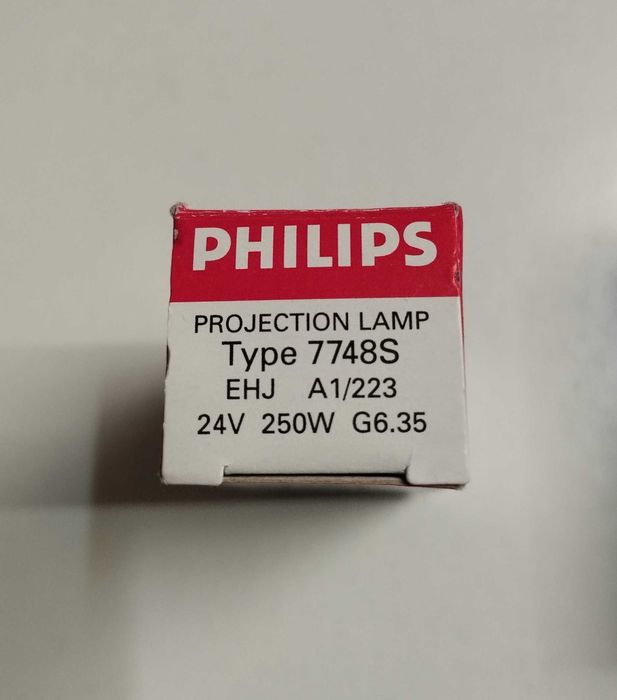 PHILIPS
PROJECTION LAMP
Type 7748S
EHJ A1/223
24V 250W G6.35